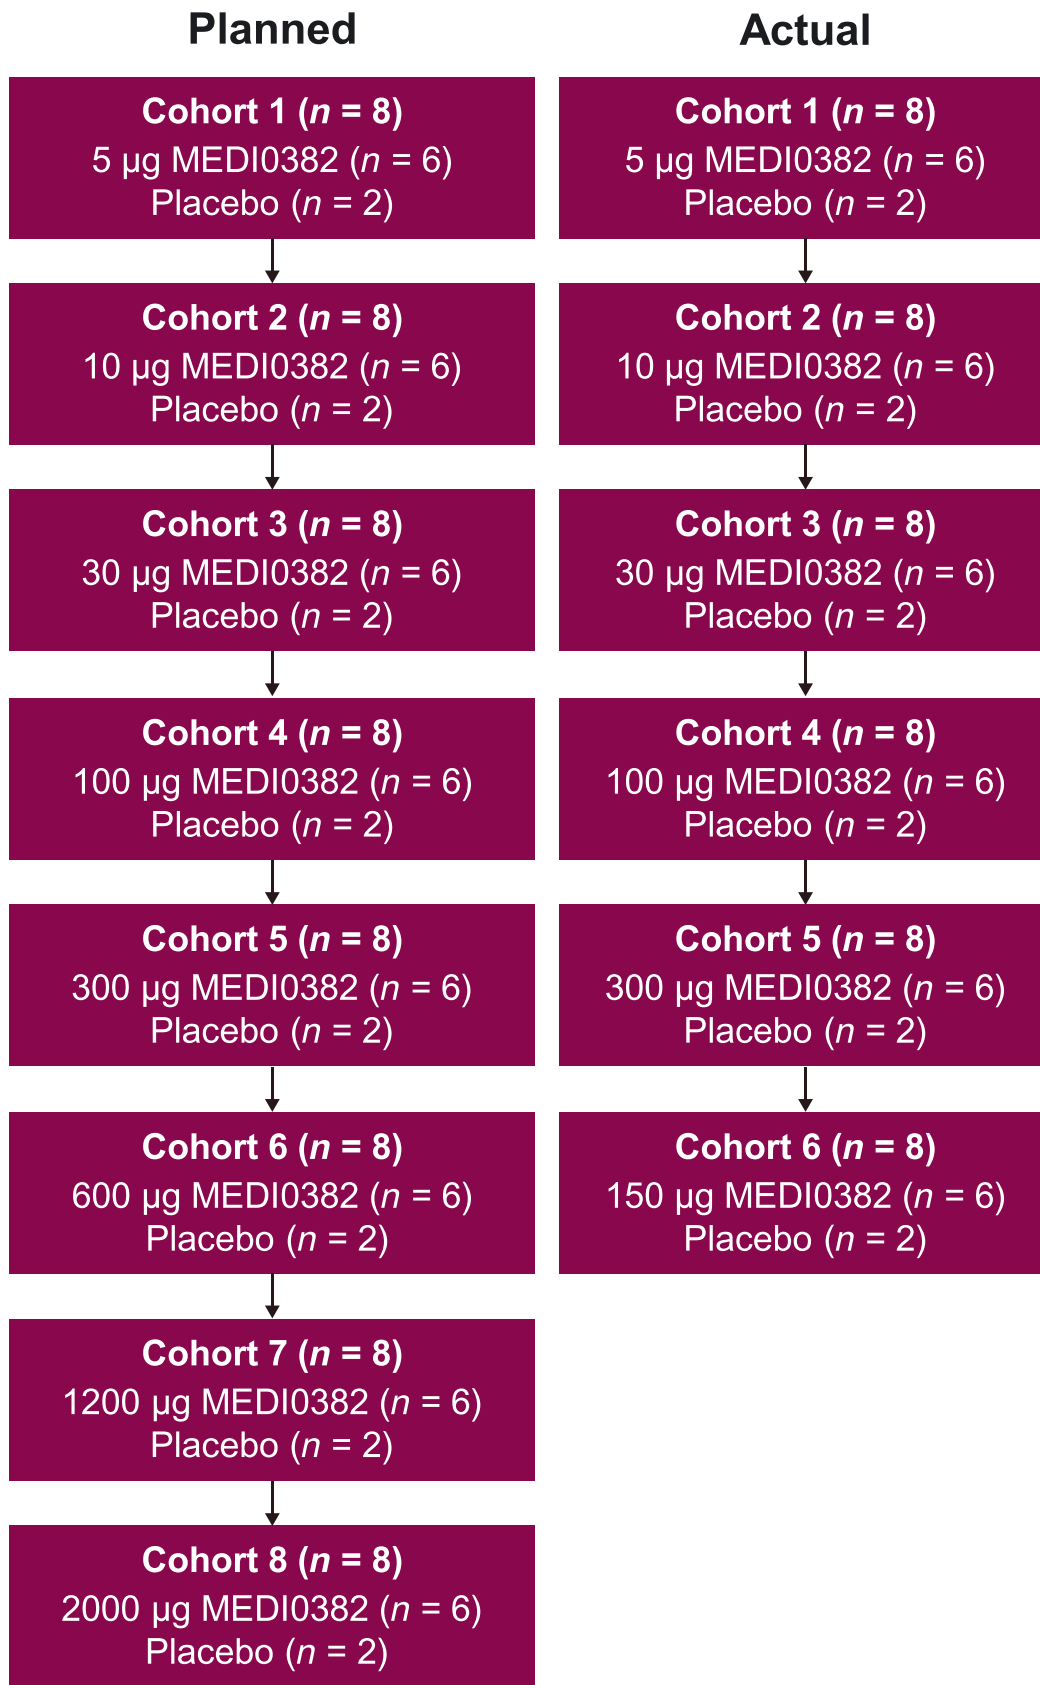 Planned
Cohort 1 (n = 8)
5 µg MEDI0382 (n = 6)
Placebo (n = 2)
Cohort 2 (n = 8)
10 µg MEDI0382 (n = 6)
Placebo (n = 2)
Cohort 3 (n = 8)
30 µg MEDI0382 (n = 6)
Placebo (n = 2)
Cohort 4 (n = 8)
100 µg MEDI0382 (n = 6)
Placebo (n = 2)
Cohort 5 (n = 8)
300 µg MEDI0382 (n = 6)
Placebo (n = 2)
Cohort 6 (n = 8)
600 µg MEDI0382 (n = 6)
Placebo (n = 2)
Cohort 7 (n = 8)
1200 µg MEDI0382 (n = 6)
Placebo (n = 2)
Cohort 8 (n = 8)
2000 µg MEDI0382 (n = 6)
Placebo (n = 2)
Actual
Cohort 1 (n = 8)
5 µg MEDI0382 (n = 6)
Placebo (n = 2)
Cohort 2 (n = 8)
10 µg MEDI0382 (n = 6)
Placebo (n = 2)
Cohort 3 (n = 8)
30 µg MEDI0382 (n = 6)
Placebo (n = 2)
Cohort 4 (n = 8)
100 µg MEDI0382 (n = 6)
Placebo (n = 2)
Cohort 5 (n = 8)
300 µg MEDI0382 (n = 6)
Placebo (n = 2)
Cohort 6 (n = 8)
150 µg MEDI0382 (n = 6)
Placebo (n = 2)